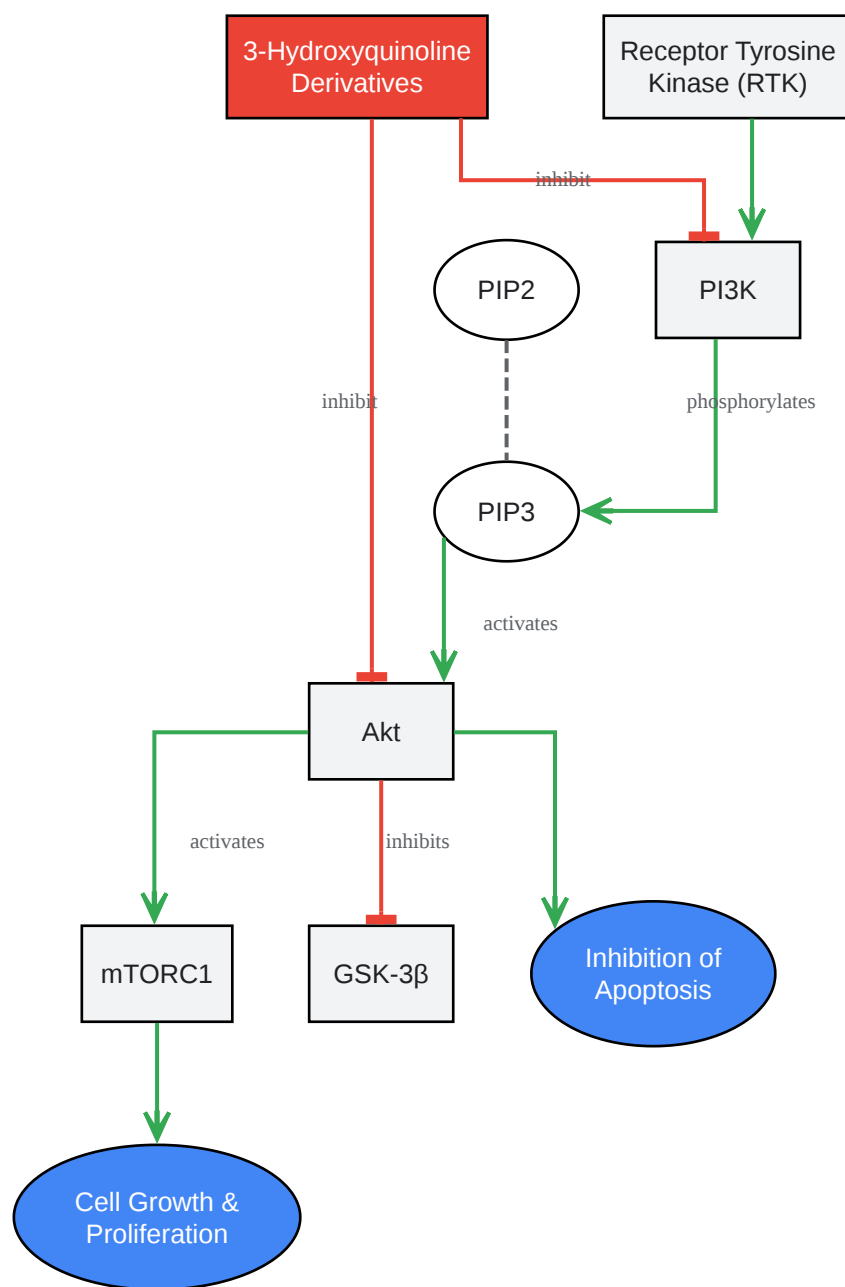 3-Hydroxyquinoline
Derivatives
Receptor Tyrosine
Kinase (RTK)
inhibit
PIP2
PI3K
inhibit
phosphorylates
PIP3
activates
Akt
activates
inhibits
mTORC1
GSK-3β
Inhibition of
Apoptosis
Cell Growth &
Proliferation